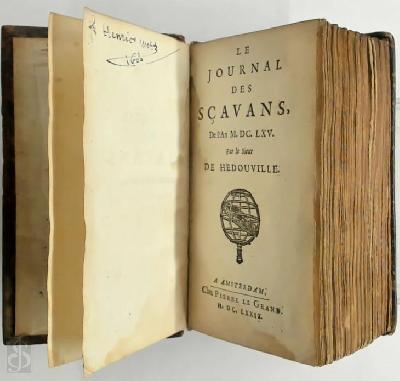 Henric
LE
JOURNAL
DES
SÇAVANS,
De l'An M. DC. LXV.
Par le Sieur
DE HEDOUVILLE.
A AMSTERDAM,
Chez PIERRE LE GRAND.
M. DC. LXXIX.